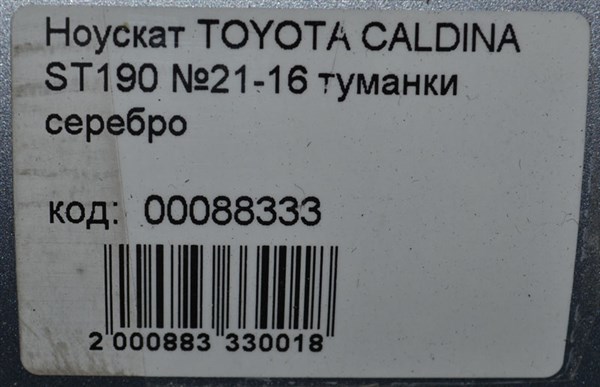 Ноускат TOYOTA CALDINA
ST190 №21-16 туманки
серебро
код: 00088333
2 000883 330018